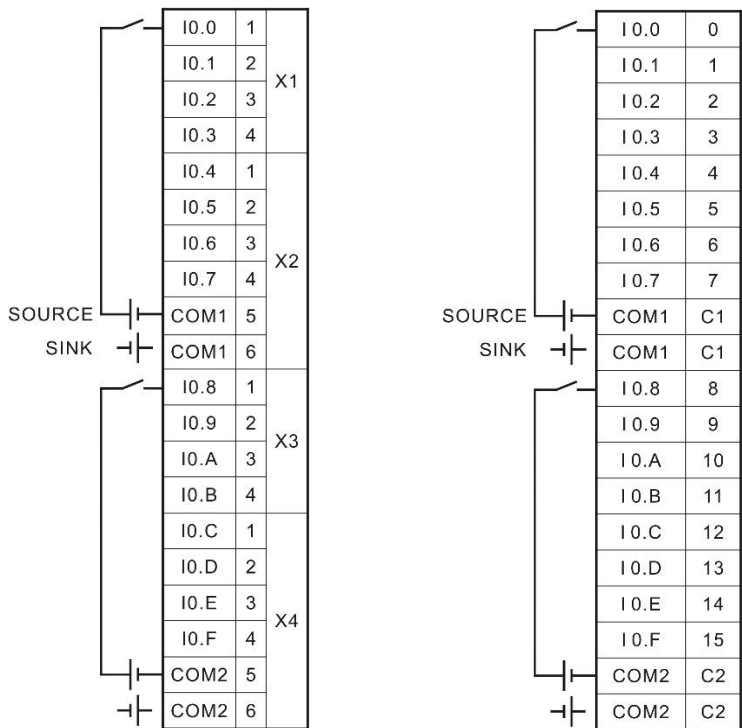 I0.0 1
I0.1 2
X1
I0.2 3
I0.3 4
I0.4 1
I0.5 2
I0.6 3
X2
I0.7 4
SOURCE COM1 5
SINK COM1 6
I0.8 1
I0.9 2
X3
I0.A 3
I0.B 4
I0.C 1
I0.D 2
I0.E 3
X4
I0.F 4
COM2 5
COM2 6
I0.0 0
I0.1 1
I0.2 2
I0.3 3
I0.4 4
I0.5 5
I0.6 6
I0.7 7
SOURCE COM1 C1
SINK COM1 C1
I0.8 8
I0.9 9
I0.A 10
I0.B 11
I0.C 12
I0.D 13
I0.E 14
I0.F 15
COM2 C2
COM2 C2